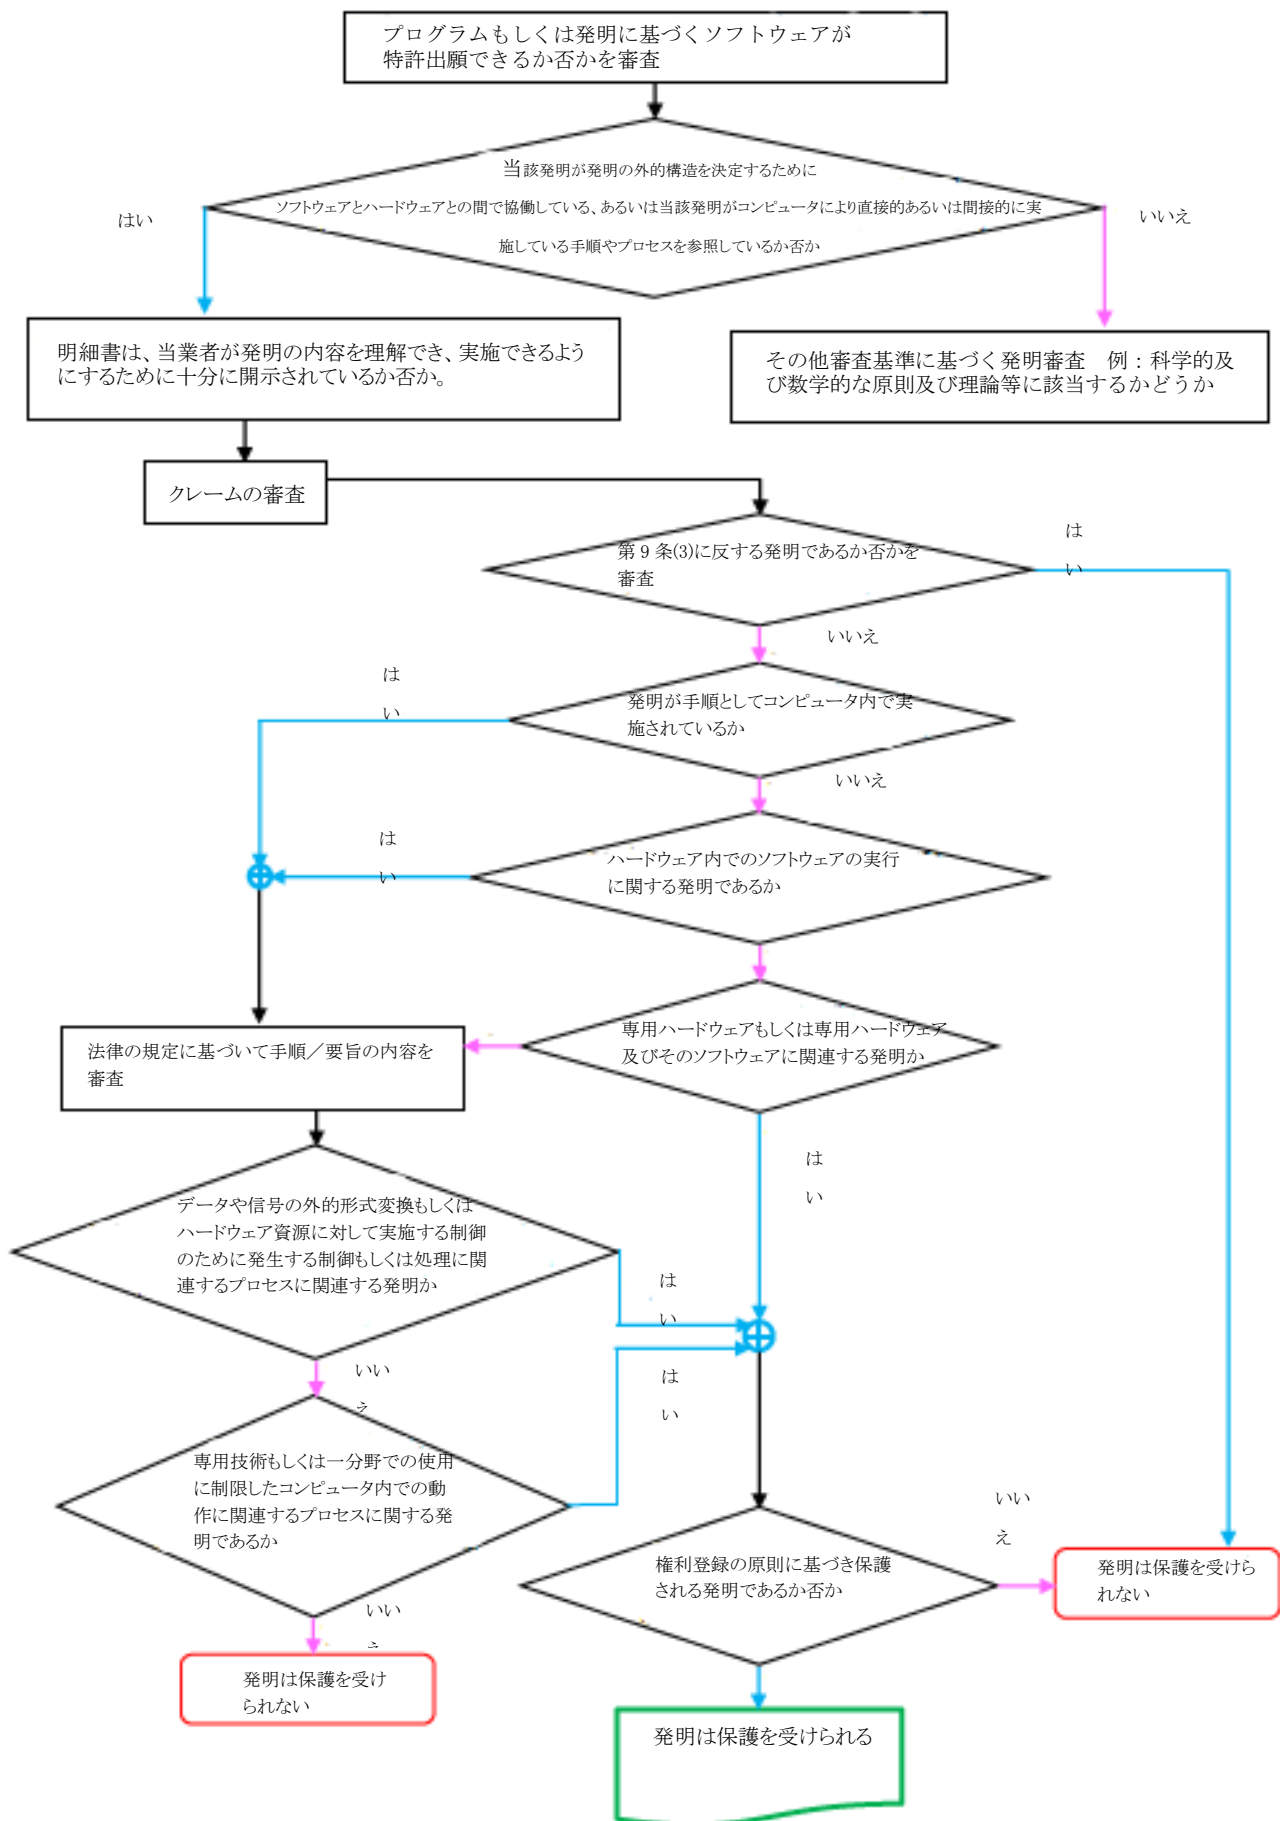 プログラムもしくは発明に基づくソフトウェアが
特許出願できるか否かを審査
当該発明が発明の外的構造を決定するために
ソフトウェアとハードウェアとの間で協働している、あるいは当該発明がコンピュータにより直接的あるいは間接的に実
施している手順やプロセスを参照しているか否か
はい
いいえ
明細書は、当業者が発明の内容を理解でき、実施できるよう
にするために十分に開示されているか否か。
その他審査基準に基づく発明審査　例：科学的及
び数学的な原則及び理論等に該当するかどうか
クレームの審査
第 9 条(3)に反する発明であるか否かを
審査
は
い
いいえ
発明が手順としてコンピュータ内で実
施されているか
は
い
いいえ
ハードウェア内でのソフトウェアの実行
に関する発明であるか
は
い
専用ハードウェアもしくは専用ハードウェア
及びそのソフトウェアに関連する発明か
法律の規定に基づいて手順／要旨の内容を
審査
は
い
データや信号の外的形式変換もしくは
ハードウェア資源に対して実施する制御
のために発生する制御もしくは処理に関
連するプロセスに関連する発明か
は
い
いい
え
は
い
専用技術もしくは一分野での使用
に制限したコンピュータ内での動
作に関連するプロセスに関する発
明であるか
いい
え
権利登録の原則に基づき保護
される発明であるか否か
いい
え
発明は保護を受けら
れない
発明は保護を受け
られない
発明は保護を受けられる